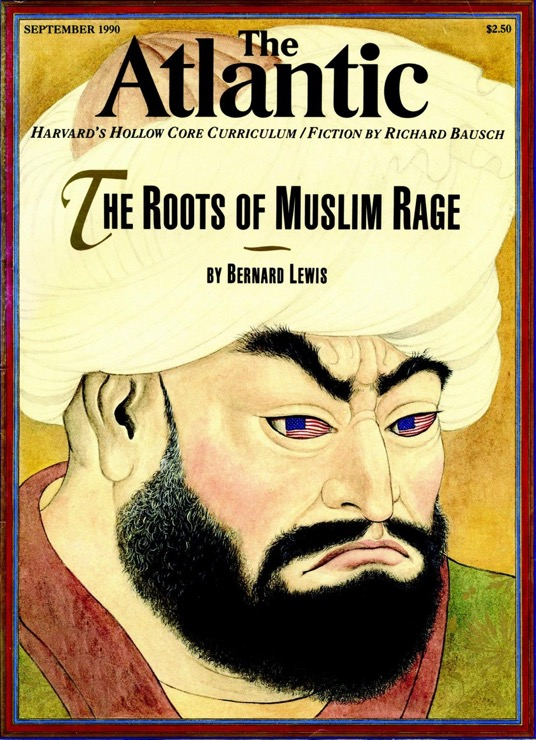 SEPTEMBER 1990
$2.50
The
Atlantic
HARVARD'S HOLLOW CORE CURRICULUM / FICTION BY RICHARD BAUSCH
THE ROOTS OF MUSLIM RAGE
BY BERNARD LEWIS